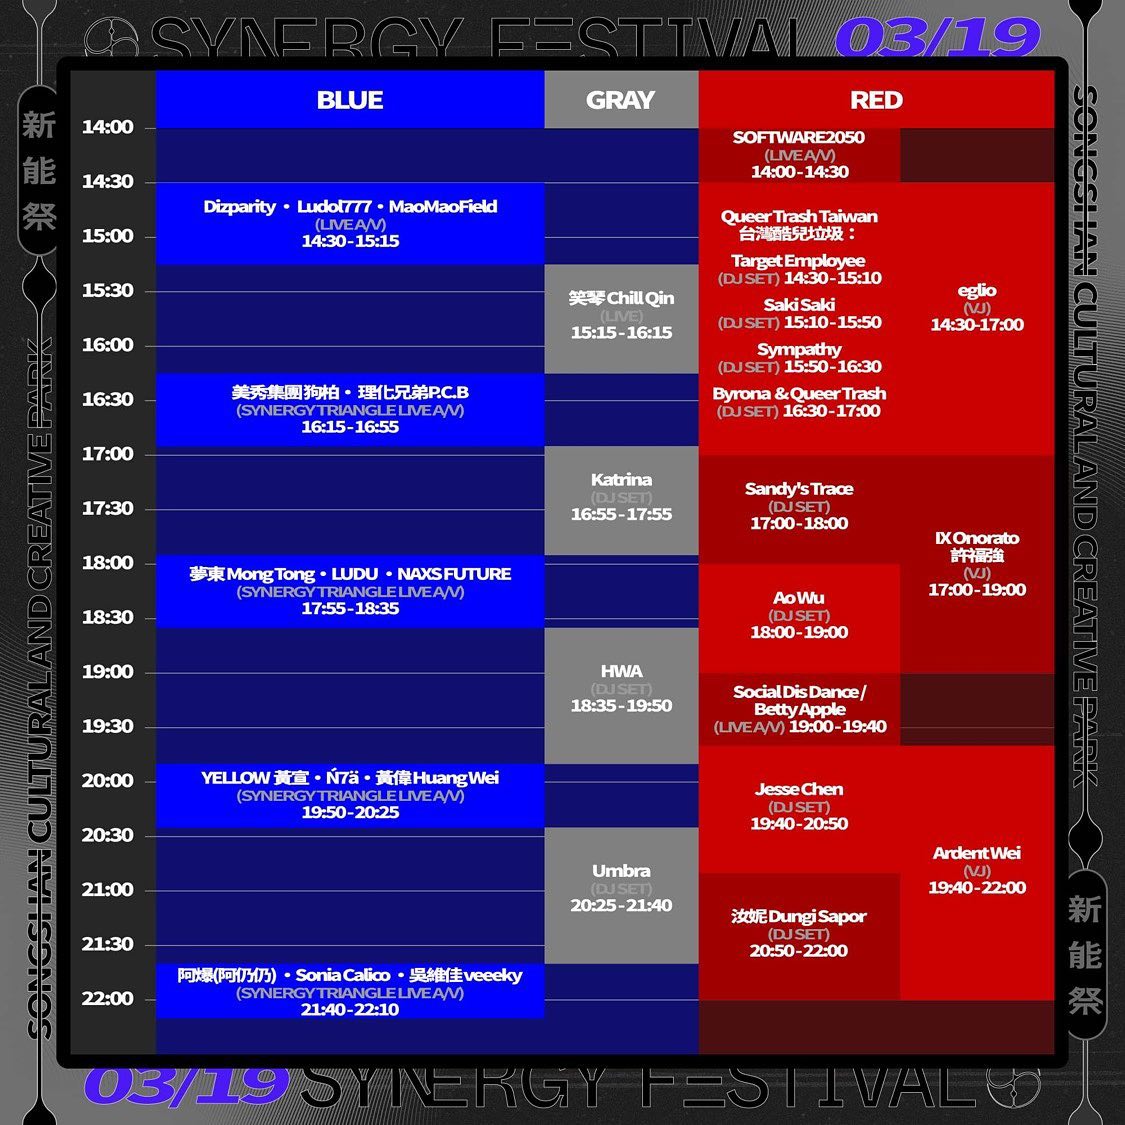 SYNERGY FESTIVAL 03/19
新能祭
SONGSHAN CULTURAL AND CREATIVE PARK
BLUE
GRAY
RED
14:00
14:30
15:00
15:30
16:00
16:30
17:00
17:30
18:00
18:30
19:00
19:30
20:00
20:30
21:00
21:30
22:00
Dizparity • Ludol777 • MaoMaoField
(LIVE A/V)
14:30 - 15:15
美秀集團 狗柏 • 理化兄弟P.C.B
(SYNERGY TRIANGLE LIVE A/V)
16:15 - 16:55
夢東 Mong Tong • LUDU • NAXS FUTURE
(SYNERGY TRIANGLE LIVE A/V)
17:55 - 18:35
YELLOW 黃宣 • Ń7ä • 黃偉 Huang Wei
(SYNERGY TRIANGLE LIVE A/V)
19:50 - 20:25
阿爆(阿仍仍) • Sonia Calico • 吳維佳 veeeky
(SYNERGY TRIANGLE LIVE A/V)
21:40 - 22:10
笑琴 Chill Qin
(LIVE)
15:15 - 16:15
Katrina
(DJ SET)
16:55 - 17:55
HWA
(DJ SET)
18:35 - 19:50
Umbra
(DJ SET)
20:25 - 21:40
SOFTWARE2050
(LIVE A/V)
14:00 - 14:30
Queer Trash Taiwan
台灣酷兒垃圾：
Target Employee
(DJ SET) 14:30 - 15:10
Saki Saki
(DJ SET) 15:10 - 15:50
Sympathy
(DJ SET) 15:50 - 16:30
Byrona & Queer Trash
(DJ SET) 16:30 - 17:00
Sandy's Trace
(DJ SET)
17:00 - 18:00
Ao Wu
(DJ SET)
18:00 - 19:00
Social Dis Dance /
Betty Apple
(LIVE A/V) 19:00 - 19:40
Jesse Chen
(DJ SET)
19:40 - 20:50
汝妮 Dungi Sapor
(DJ SET)
20:50 - 22:00
eglio
(VJ)
14:30-17:00
IX Onorato
許福強
(VJ)
17:00 - 19:00
Ardent Wei
(VJ)
19:40 - 22:00
SONGSHAN CULTURAL AND CREATIVE PARK
新能祭
03/19 SYNERGY FESTIVAL